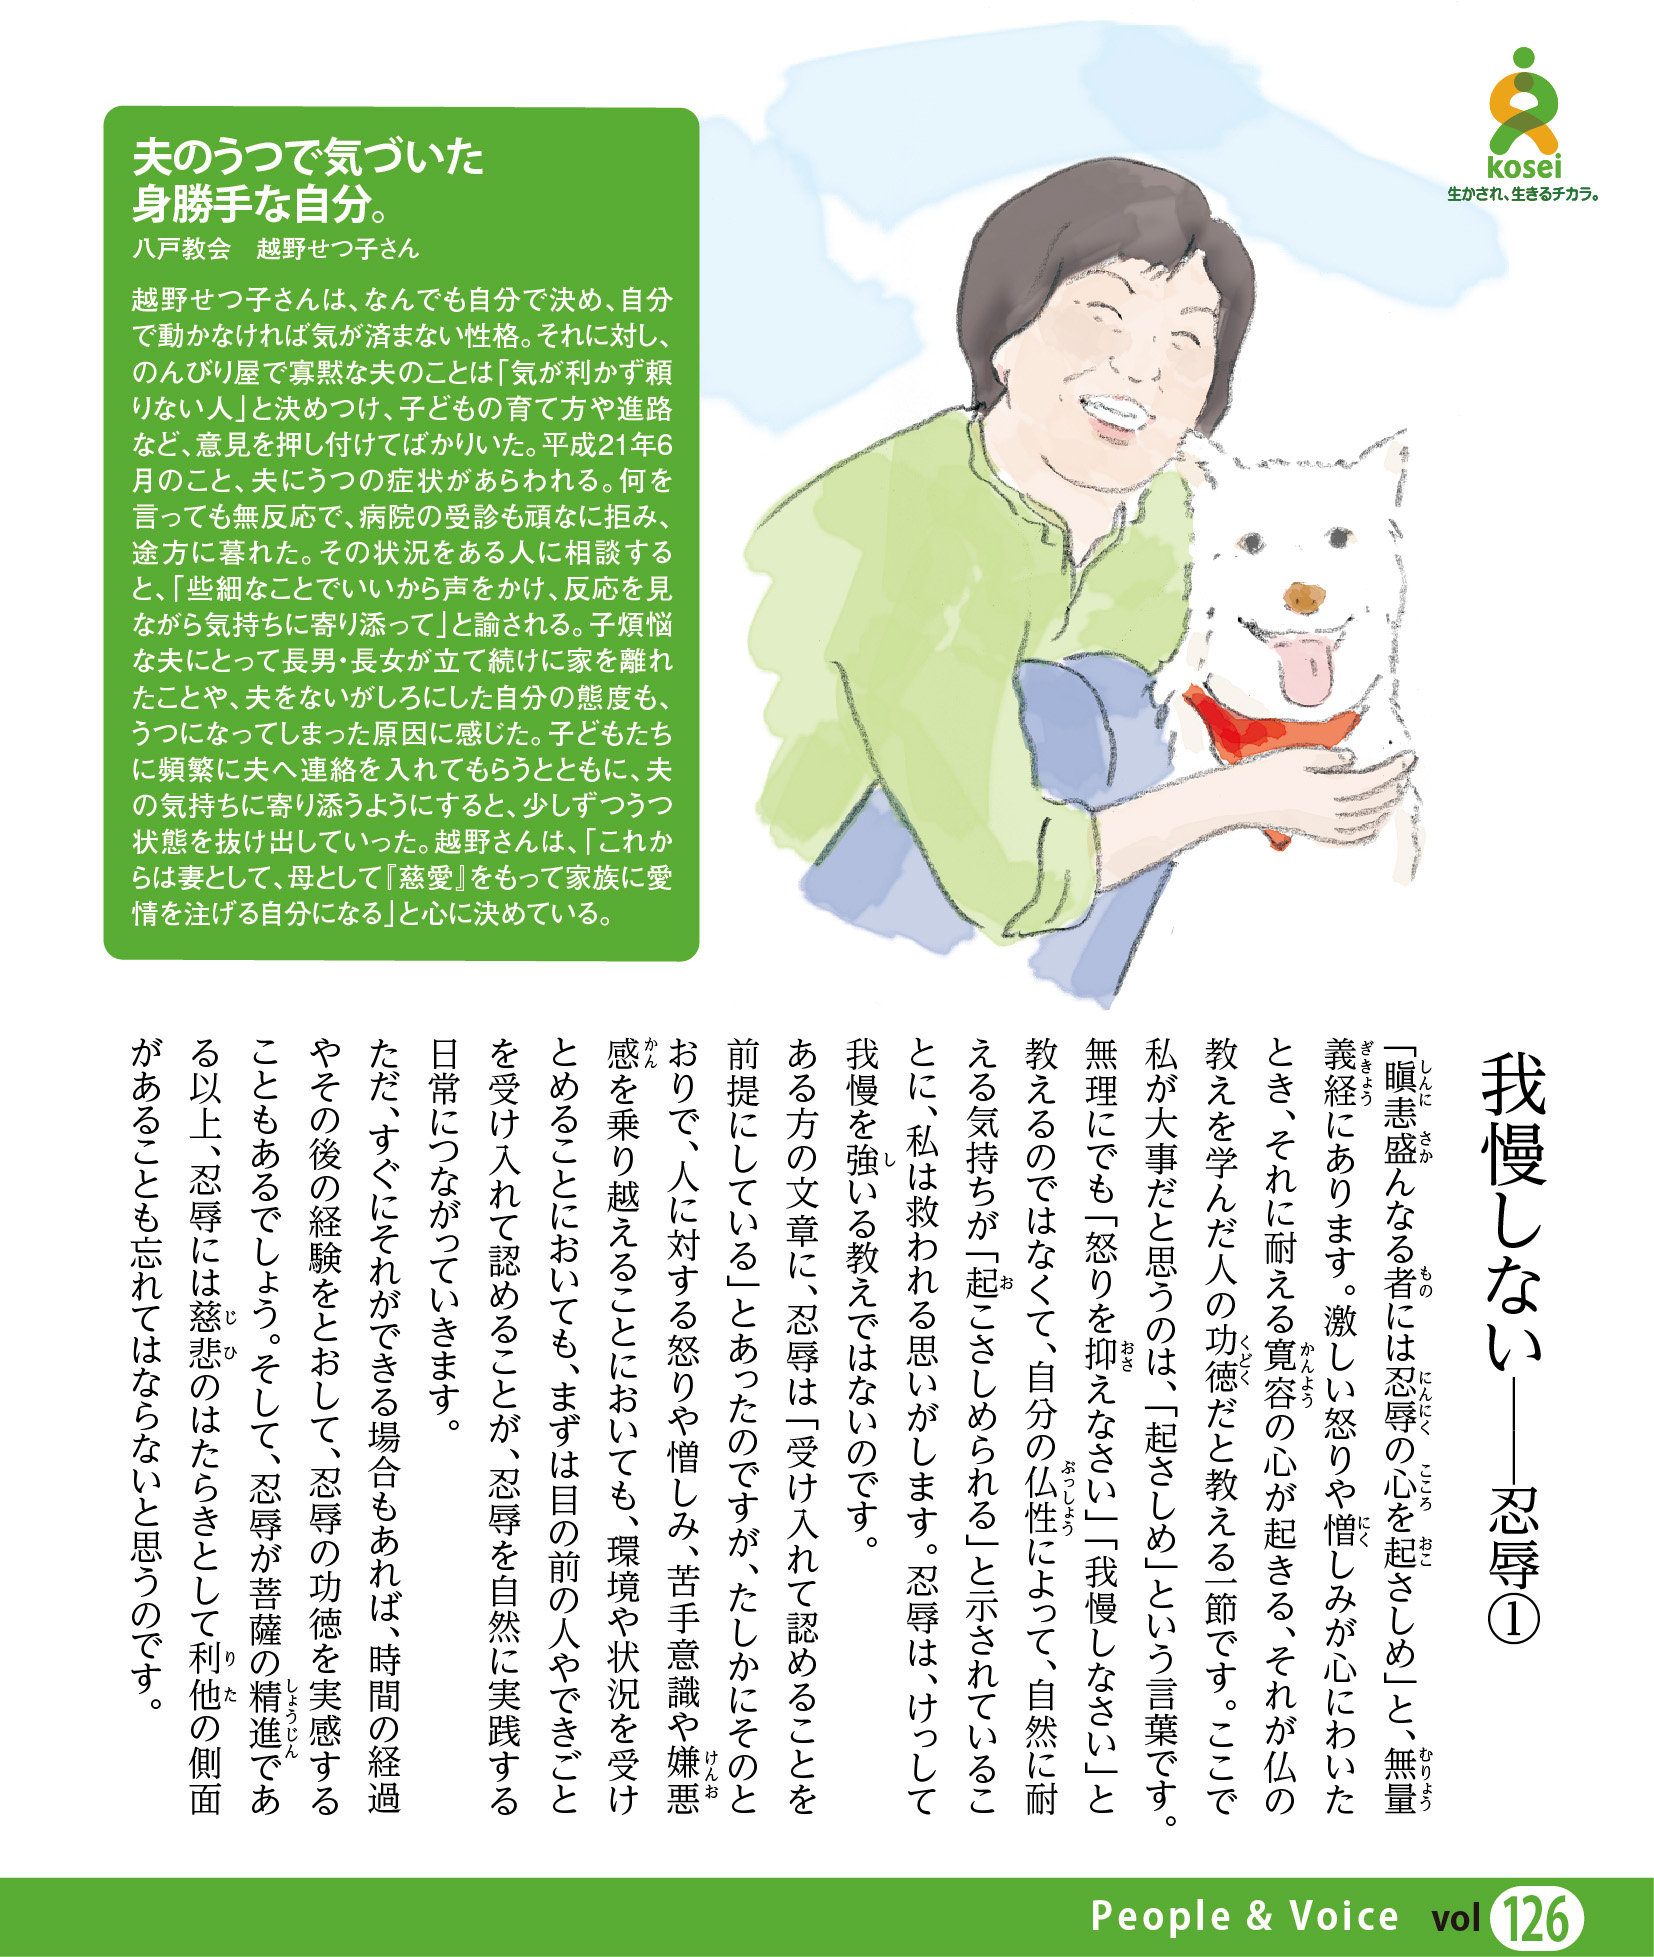 kosei
生かされ、生きるチカラ。
夫のうつで気づいた
身勝手な自分。
八戸教会　越野せつ子さん
越野せつ子さんは、なんでも自分で決め、自分
で動かなければ気が済まない性格。それに対し、
のんびり屋で寡黙な夫のことは「気が利かず頼
りない人」と決めつけ、子どもの育て方や進路
など、意見を押し付けてばかりいた。平成21年6
月のこと、夫にうつの症状があらわれる。何を
言っても無反応で、病院の受診も頑なに拒み、
途方に暮れた。その状況をある人に相談する
と、「些細なことでいいから声をかけ、反応を見
ながら気持ちに寄り添って」と諭される。子煩悩
な夫にとって長男・長女が立て続けに家を離れ
たことや、夫をないがしろにした自分の態度も、
うつになってしまった原因に感じた。子どもたち
に頻繁に夫へ連絡を入れてもらうとともに、夫
の気持ちに寄り添うようにすると、少しずつうつ
状態を抜け出していった。越野さんは、「これか
らは妻として、母として『慈愛』をもって家族に愛
情を注げる自分になる」と心に決めている。
我慢しない――忍辱①
「瞋恚盛んなる者には忍辱の心を起さしめ」と、無量
義経にあります。激しい怒りや憎しみが心にわいた
とき、それに耐える寛容の心が起きる、それが仏の
教えを学んだ人の功徳だと教える一節です。ここで
私が大事だと思うのは、「起さしめ」という言葉です。
無理にでも「怒りを抑えなさい」「我慢しなさい」と
教えるのではなくて、自分の仏性によって、自然に耐
える気持ちが「起こさしめられる」と示されているこ
とに、私は救われる思いがします。忍辱は、けっして
我慢を強いる教えではないのです。
ある方の文章に、忍辱は「受け入れて認めることを
前提にしている」とあったのですが、たしかにそのと
おりで、人に対する怒りや憎しみ、苦手意識や嫌悪
感を乗り越えることにおいても、環境や状況を受け
とめることにおいても、まずは目の前の人やできごと
を受け入れて認めることが、忍辱を自然に実践する
日常につながっていきます。
ただ、すぐにそれができる場合もあれば、時間の経過
やその後の経験をとおして、忍辱の功徳を実感する
こともあるでしょう。そして、忍辱が菩薩の精進であ
る以上、忍辱には慈悲のはたらきとして利他の側面
があることも忘れてはならないと思うのです。
People & Voice vol 126